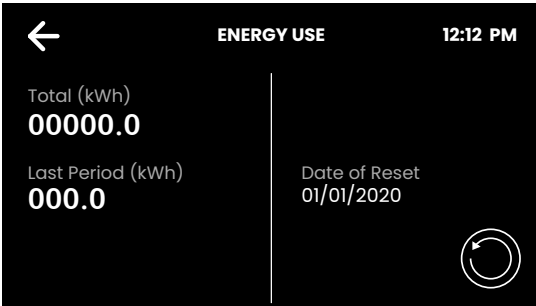 ENERGY USE
12:12 PM
Total (kWh)
00000.0
Last Period (kWh)
000.0
Date of Reset
01/01/2020